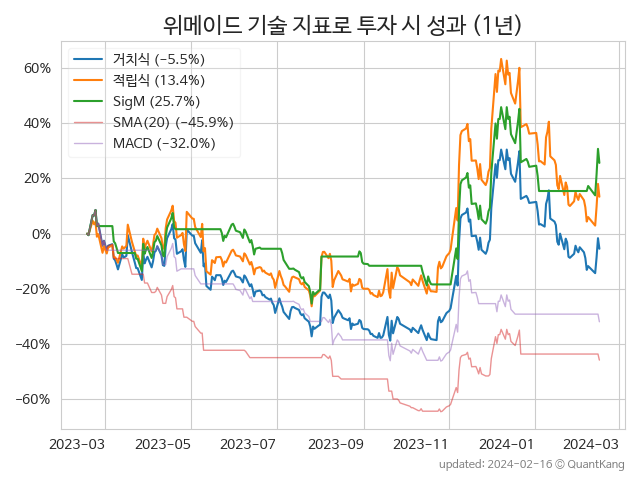 위메이드 기술 지표로 투자 시 성과 (1년)
거치식 (−5.5%)
적립식 (13.4%)
SigM (25.7%)
SMA(20) (−45.9%)
MACD (−32.0%)
60%
40%
20%
0%
−20%
−40%
−60%
2023−03 2023−05 2023−07 2023−09 2023−11 2024−01 2024−03
updated: 2024−02−16 © QuantKang